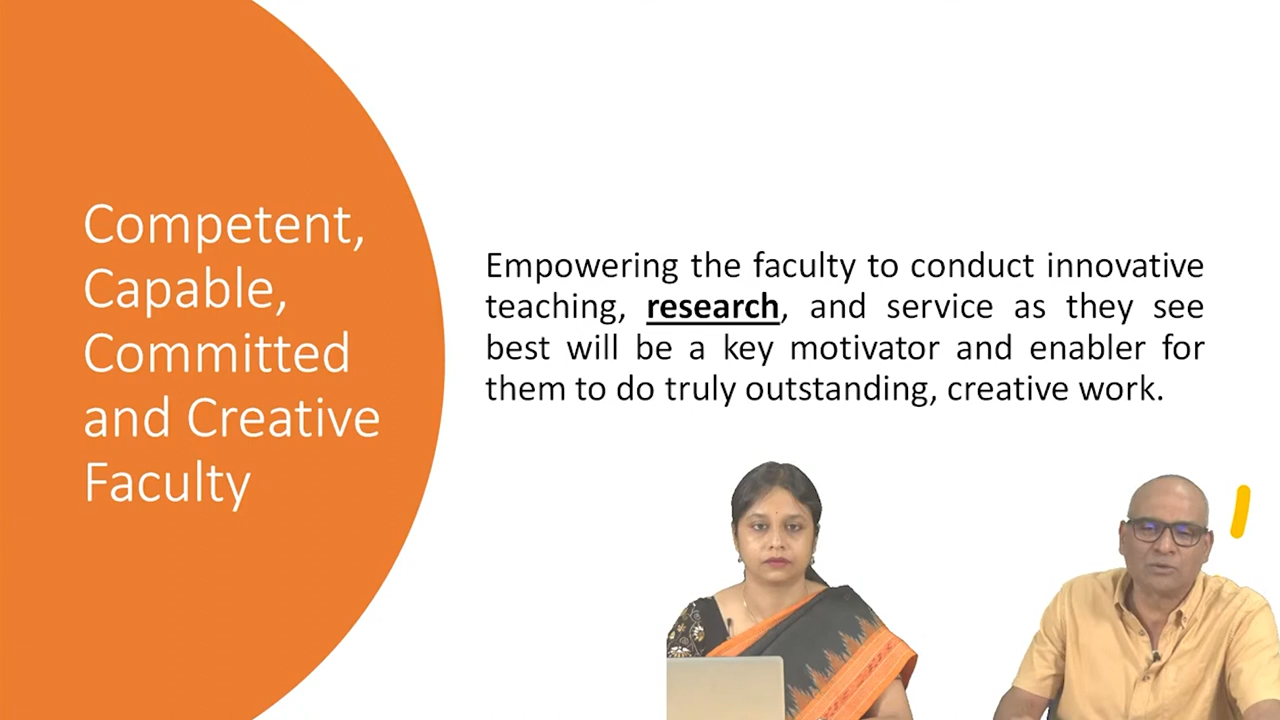 Competent,
Capable,
Committed
and Creative
Faculty
Empowering the faculty to conduct innovative
teaching, research, and service as they see
best will be a key motivator and enabler for
them to do truly outstanding, creative work.